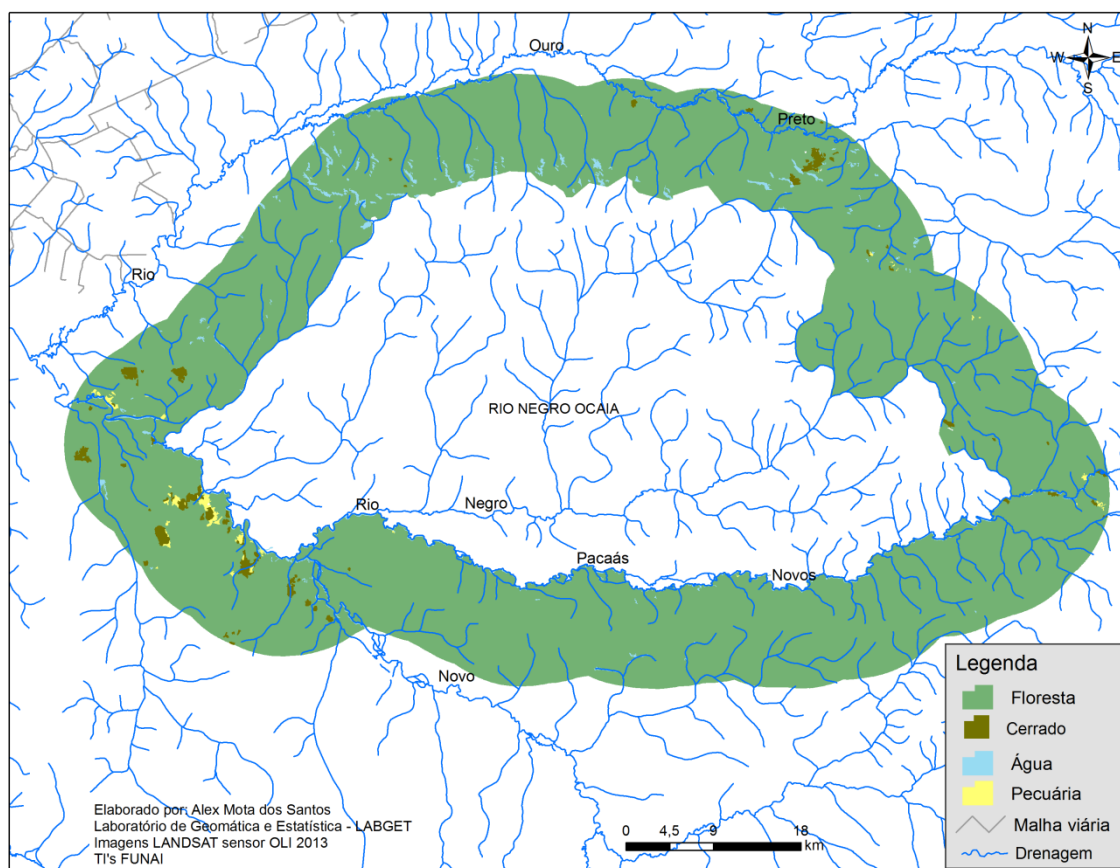 Ouro
N
W E
S
Preto
Rio
RIO NEGRO OCAIA
Rio
Negro
Pacaás
Novos
Novo
Legenda
Floresta
Cerrado
Água
Pecuária
Malha viária
Drenagem
Elaborado por: Alex Mota dos Santos
Laboratório de Geomática e Estatística - LABGET
Imagens LANDSAT sensor OLI 2013
TI's FUNAI
0 4,5 9 18
km